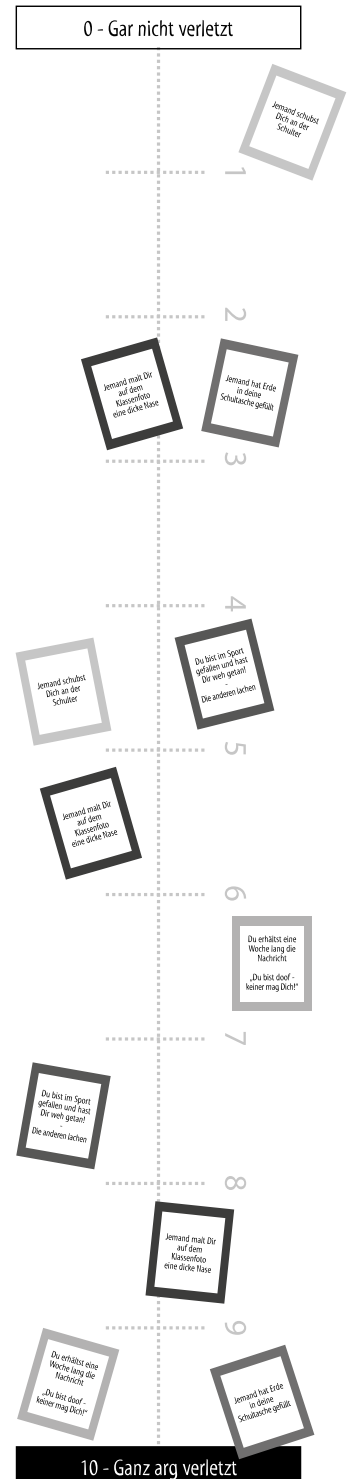 0 - Gar nicht verletzt
Jemand schubst
Dich an der
Schulter
1
2
Jemand malt Dir
auf dem
Klassenfoto
eine dicke Nase
Jemand hat Erde
in deine
Schultasche gefüllt
3
4
Du bist im Sport
gefallen und hast
Dir weh getan!
-
Die anderen lachen
Jemand schubst
Dich an der
Schulter
5
Jemand malt Dir
auf dem
Klassenfoto
eine dicke Nase
6
Du erhältst eine
Woche lang die
Nachricht
„Du bist doof -
keiner mag Dich!“
7
Du bist im Sport
gefallen und hast
Dir weh getan!
-
Die anderen lachen
8
Jemand malt Dir
auf dem
Klassenfoto
eine dicke Nase
9
Du erhältst eine
Woche lang die
Nachricht
„Du bist doof -
keiner mag Dich!“
Jemand hat Erde
in deine
Schultasche gefüllt
10 - Ganz arg verletzt